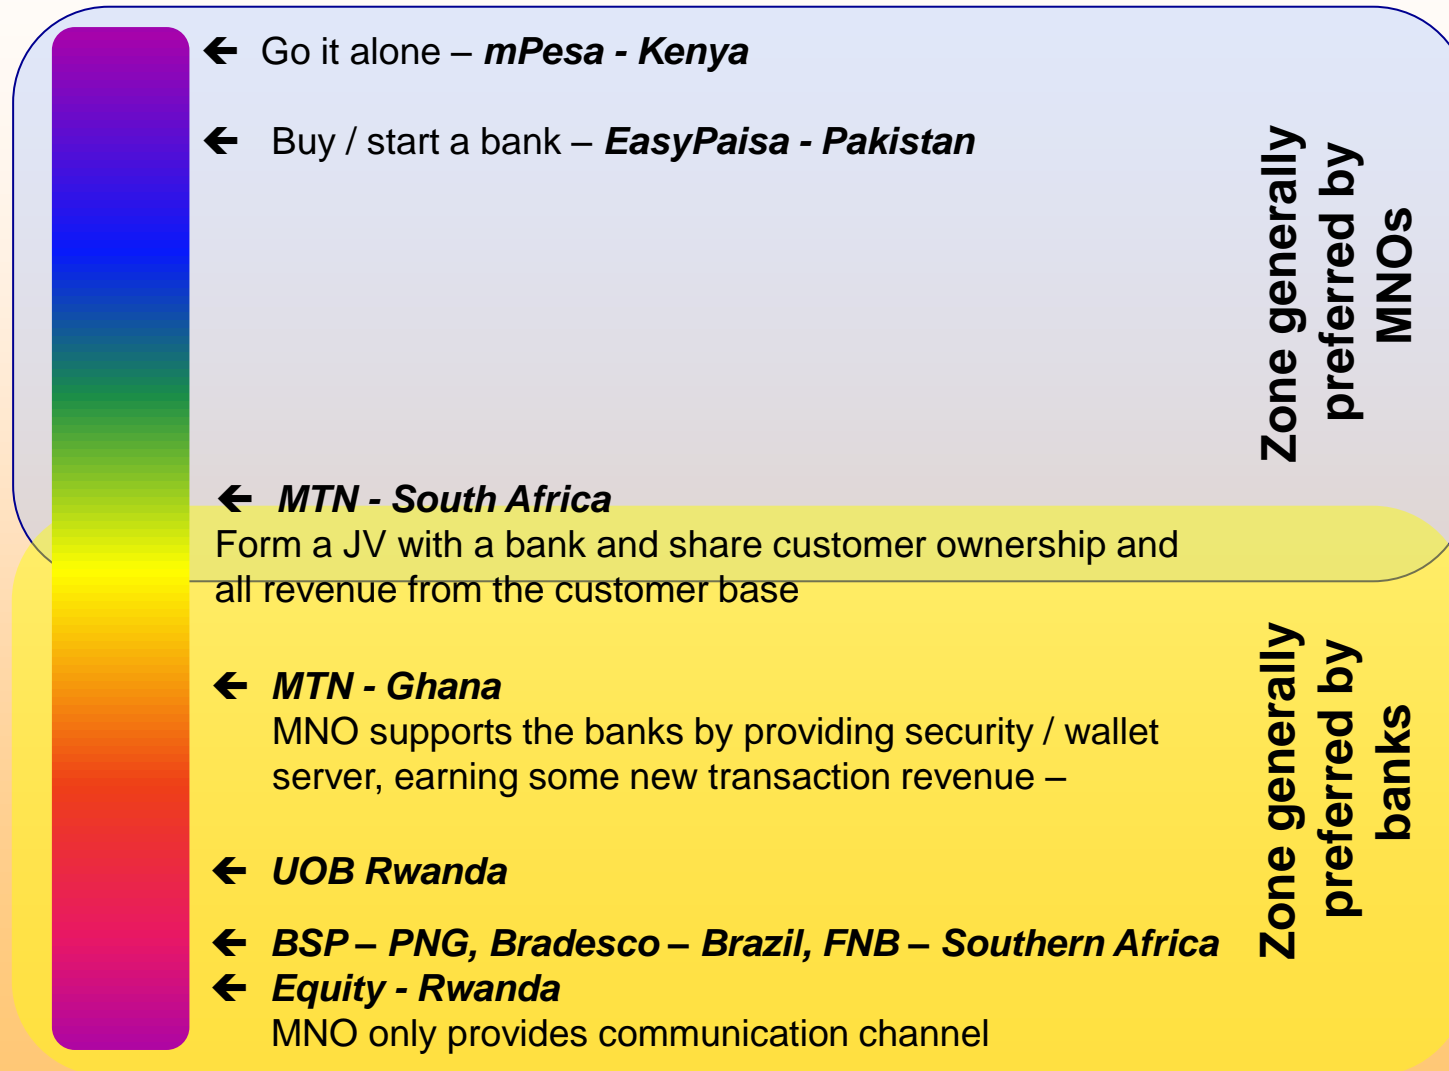 🡨 Go it alone – mPesa - Kenya
🡨 Buy / start a bank – EasyPaisa - Pakistan
Zone generally
preferred by
MNOs
🡨 MTN - South Africa
Form a JV with a bank and share customer ownership and
all revenue from the customer base
🡨 MTN - Ghana
MNO supports the banks by providing security / wallet
server, earning some new transaction revenue –
🡨 UOB Rwanda
🡨 BSP – PNG, Bradesco – Brazil, FNB – Southern Africa
🡨 Equity - Rwanda
MNO only provides communication channel
Zone generally
preferred by
banks